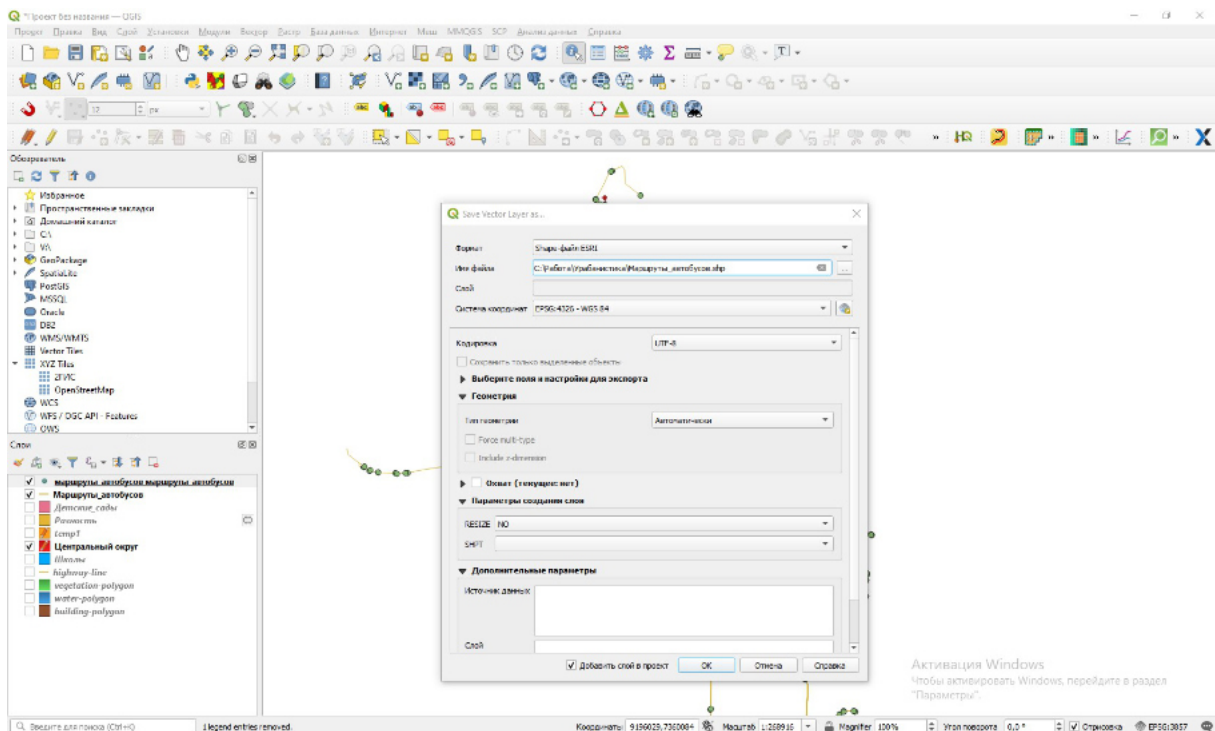 *Проект без названия — QGIS
Проект Правка Вид Слой Установки Модули Вектор Растр Базы данных Интернет Меш MMQGIS SCP Анализ данных Справка
12
Обозреватель
Избранное
Пространственные закладки
Домашний каталог
C:\
V:\
GeoPackage
SpatiaLite
PostGIS
MSSQL
Oracle
DB2
WMS/WMTS
Vector Tiles
XYZ Tiles
2ГИС
OpenStreetMap
WCS
WFS / OGC API - Features
OWS
Слои
маршруты_автобусов маршруты_автобусов
Маршруты_автобусов
Детские_сады
temp1
Центральный округ
Школы
highway-line
vegetation-polygon
water-polygon
building-polygon
Save Vector Layer as...
Формат
Shape-файл ESRI
Имя файла
C:\Работа\Урабанистика\Маршруты_автобусов.shp
Слой
Система координат
EPSG:4326 - WGS 84
Кодировка
UTF-8
Сохранить только выделенные объекты
Выберите поля и настройки для экспорта
Геометрия
Тип геометрии
Автоматически
Force multi-type
Include z-dimension
Охват (текущее: нет)
Параметры создания слоя
RESIZE NO
SHPT
Дополнительные параметры
Источник данных
Слой
Добавить слой в проект
OK
Отмена
Справка
Активация Windows
Чтобы активировать Windows, перейдите в раздел
"Параметры".
Введите для поиска (Ctrl+K)
1 legend entries removed.
Координаты 9196029,7360084
Масштаб 1:268916
Magnifier 100%
Угол поворота 0,0 °
Отрисовка
EPSG:3857